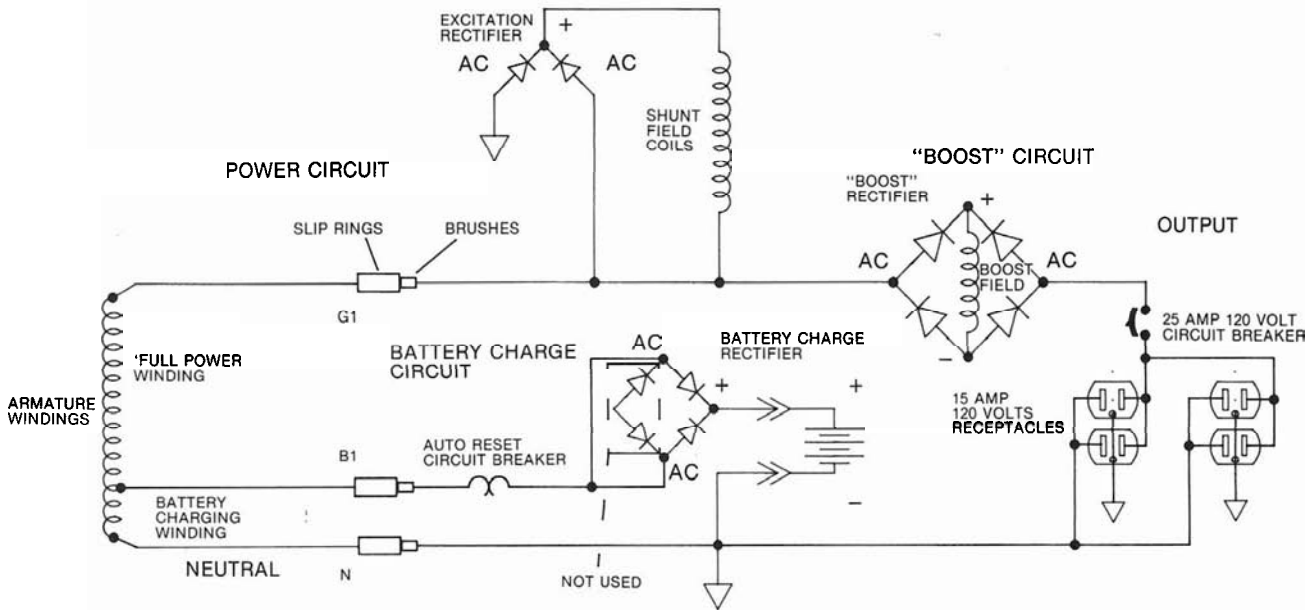 EXCITATION
RECTIFIER
+
AC
AC
SHUNT
FIELD
COILS
POWER CIRCUIT
"BOOST" CIRCUIT
"BOOST"
RECTIFIER
+
OUTPUT
SLIP RINGS
BRUSHES
AC
AC
BOOST
FIELD
G1
25 AMP 120 VOLT
CIRCUIT BREAKER
'FULL POWER
WINDING
BATTERY CHARGE
CIRCUIT
AC
BATTERY CHARGE
RECTIFIER
–
+
+
ARMATURE
WINDINGS
15 AMP
120 VOLTS
RECEPTACLES
AUTO RESET
CIRCUIT BREAKER
B1
AC
BATTERY
CHARGING
WINDING
–
NEUTRAL
N
NOT USED